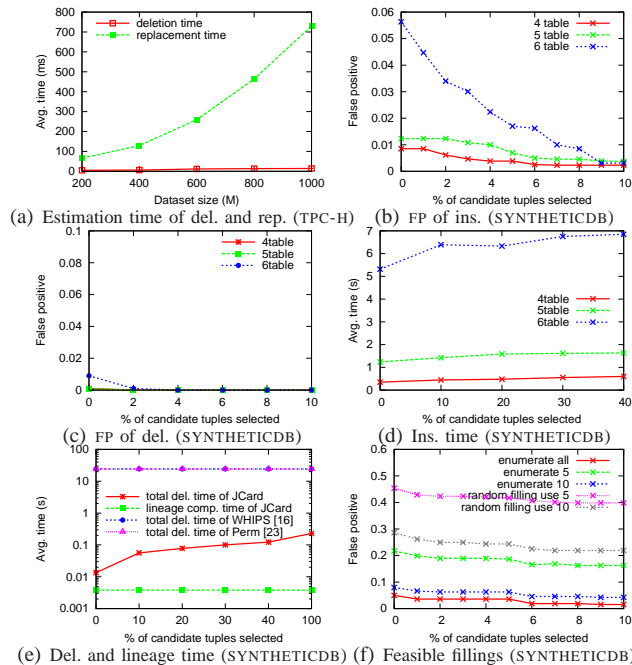 800
700
600
500
400
300
200
100
0
200
400
600
800
1000
Avg. time (ms)
Dataset size (M)
deletion time
replacement time
(a) Estimation time of del. and rep. (TPC-H)
0.06
0.05
0.04
0.03
0.02
0.01
0
0
2
4
6
8
10
False positive
% of candidate tuples selected
4 table
5 table
6 table
(b) FP of ins. (SYNTHETICDB)
0.1
0.08
0.06
0.04
0.02
0
0
2
4
6
8
10
False positive
% of candidate tuples selected
4table
5table
6table
(c) FP of del. (SYNTHETICDB)
7
6
5
4
3
2
1
0
0
10
20
30
40
Avg. time (s)
% of candidate tuples selected
4table
5table
6table
(d) Ins. time (SYNTHETICDB)
100
10
1
0.1
0.01
0.001
0
10
20
30
40
100
Avg. time (s)
% of candidate tuples selected
total del. time of JCard
lineage comp. time of JCard
total del. time of WHIPS [16]
total del. time of Perm [23]
(e) Del. and lineage time (SYNTHETICDB)
0.6
0.5
0.4
0.3
0.2
0.1
0
0
2
4
6
8
10
False positive
% of candidate tuples selected
enumerate all
enumerate 5
enumerate 10
random filling use 5
random filling use 10
(f) Feasible fillings (SYNTHETICDB)